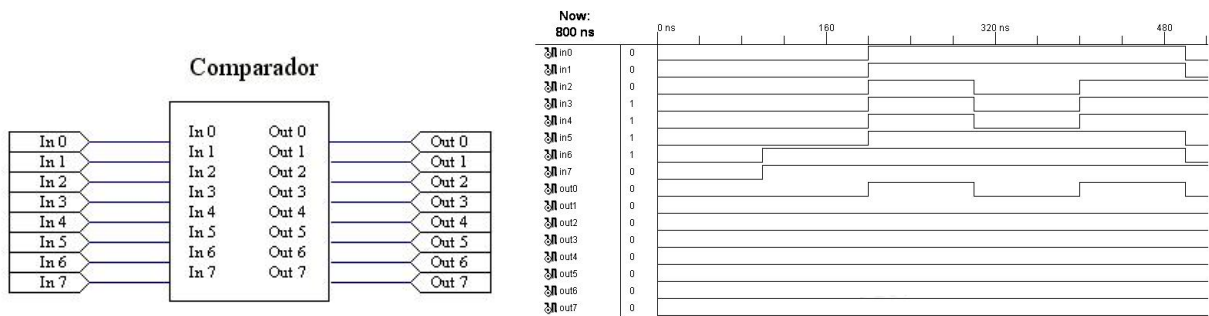 Comparador
In 0
In 1
In 2
In 3
In 4
In 5
In 6
In 7
In 0 Out 0
In 1 Out 1
In 2 Out 2
In 3 Out 3
In 4 Out 4
In 5 Out 5
In 6 Out 6
In 7 Out 7
Out 0
Out 1
Out 2
Out 3
Out 4
Out 5
Out 6
Out 7
Now:
800 ns
0 ns 160 320 ns 480
in0 0
in1 0
in2 0
in3 1
in4 1
in5 1
in6 1
in7 0
out0 0
out1 0
out2 0
out3 0
out4 0
out5 0
out6 0
out7 0